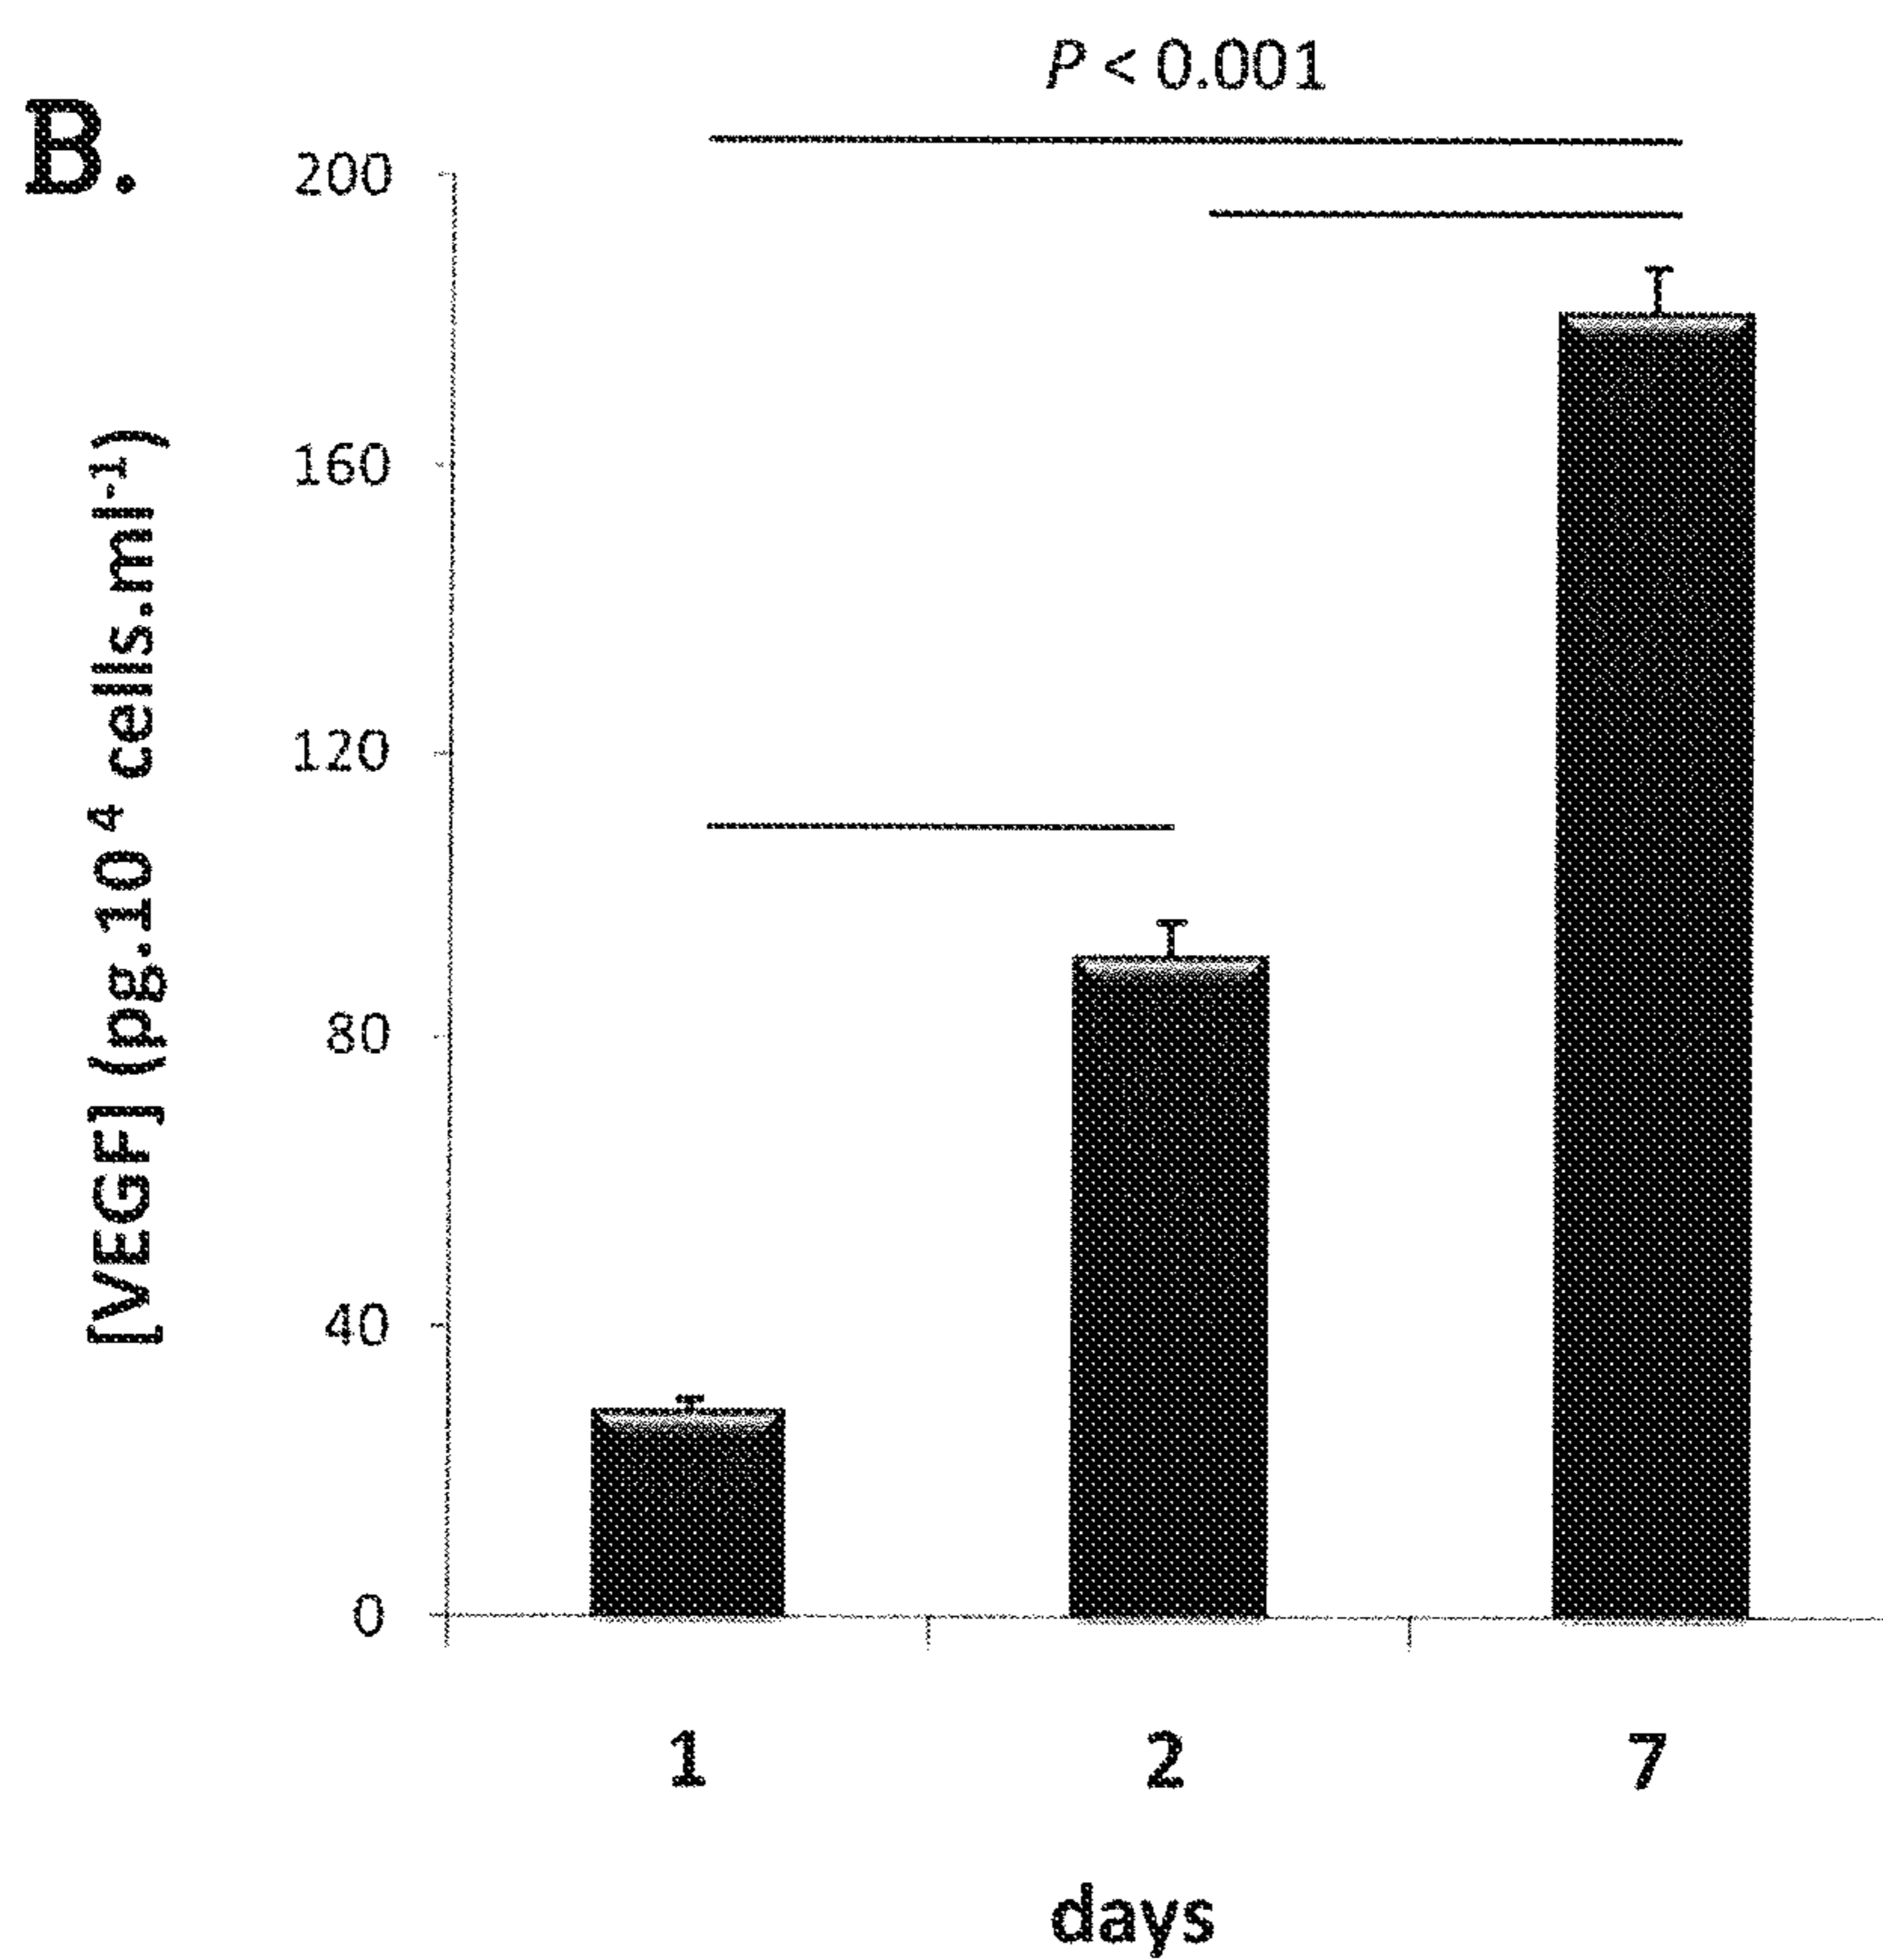 P < 0.001
B.
200
160
120
80
40
0
[VEGF] (pg.10⁴ cells.ml⁻¹)
1 2 7
days